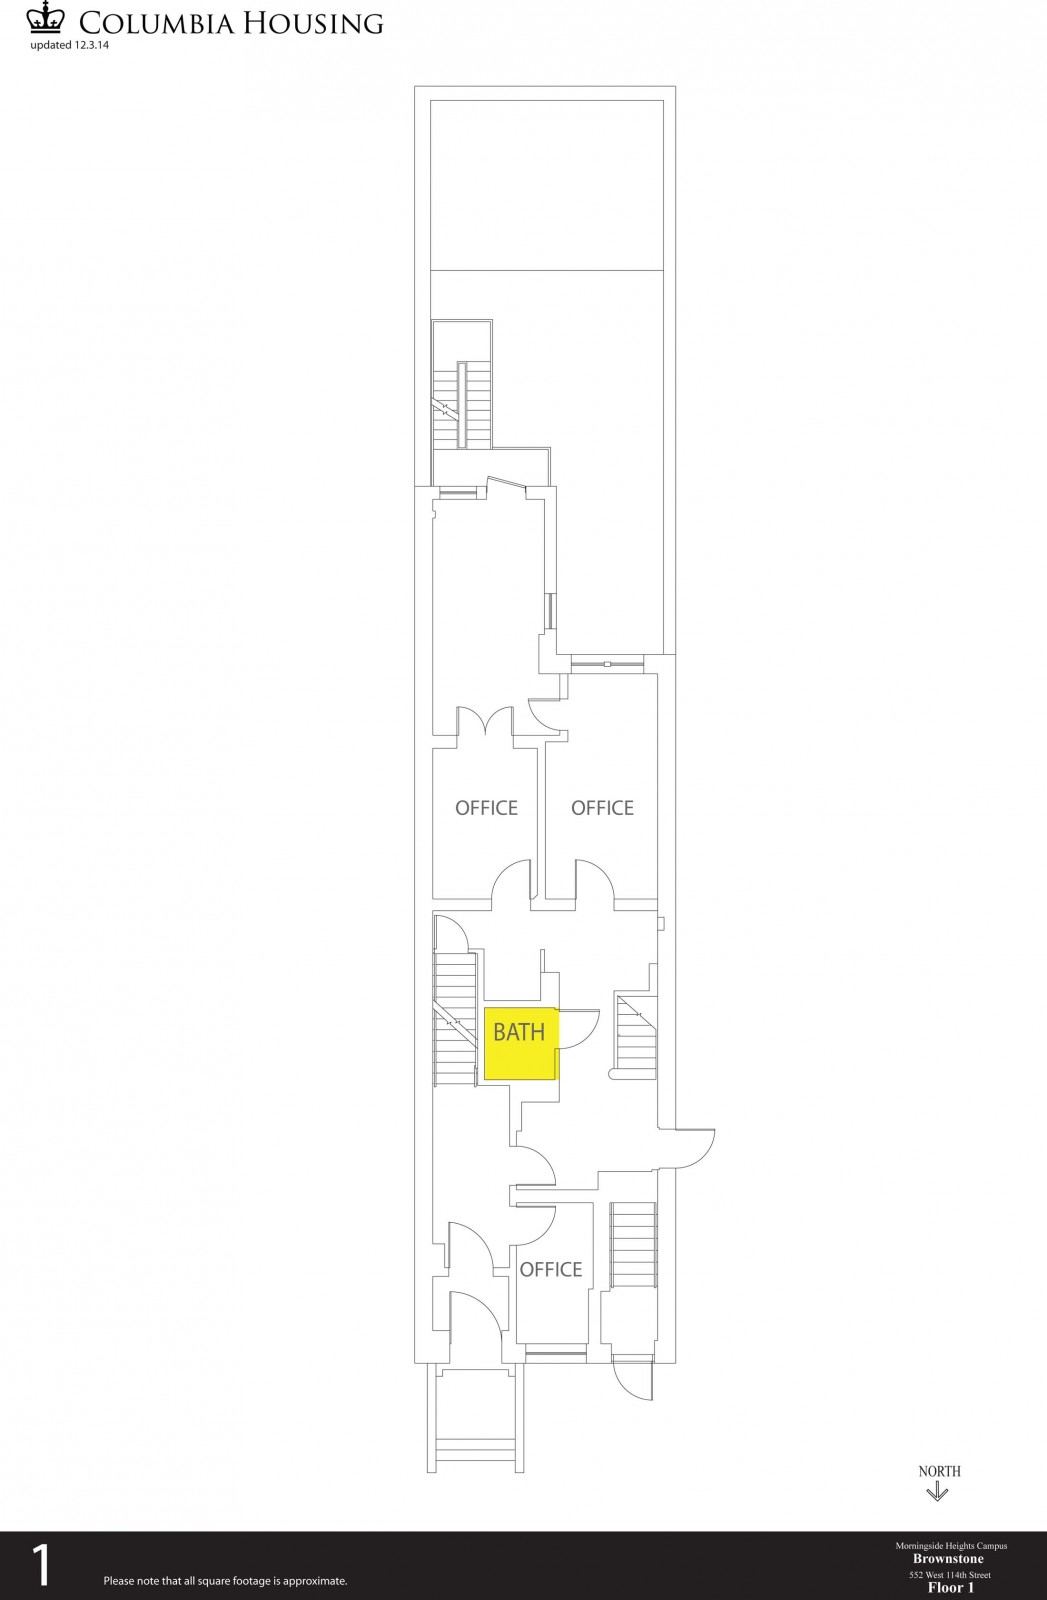 COLUMBIA HOUSING
updated 12.3.14
OFFICE
OFFICE
BATH
OFFICE
NORTH
1
Please note that all square footage is approximate.
Morningside Heights Campus
Brownstone
552 West 114th Street
Floor 1